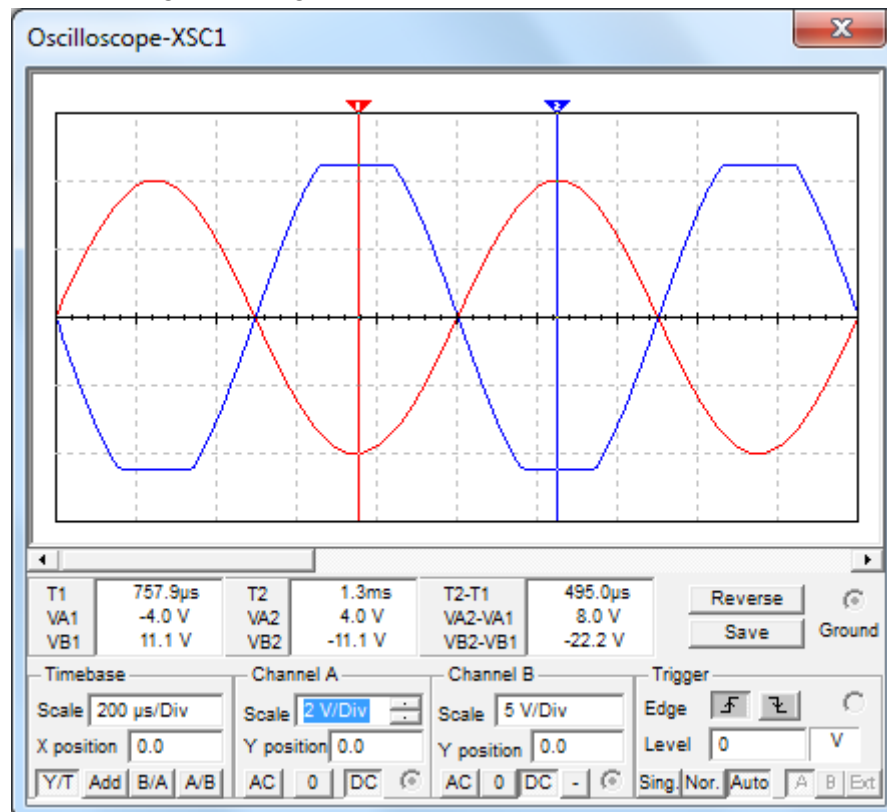 Oscilloscope-XSC1
x
1 2
T1 757.9µs T2 1.3ms T2-T1 495.0µs Reverse
VA1 -4.0 V VA2 4.0 V VA2-VA1 8.0 V
VB1 11.1 V VB2 -11.1 V VB2-VB1 -22.2 V Save Ground
Timebase Channel A Channel B Trigger
Scale 200 µs/Div Scale 2 V/Div Scale 5 V/Div Edge
X position 0.0 Y position 0.0 Y position 0.0 Level 0 V
Y/T Add B/A A/B AC 0 DC AC 0 DC - Sing. Nor. Auto A B Ext